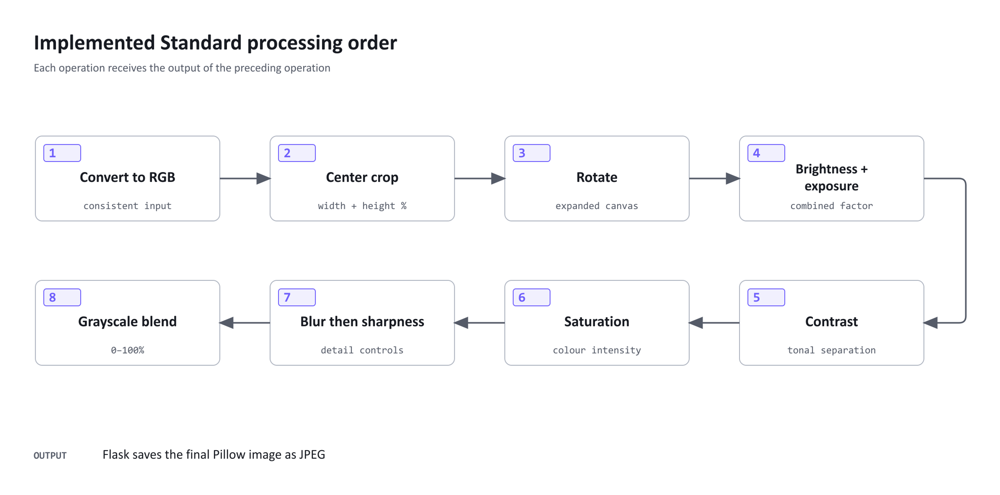 Implemented Standard processing order
Each operation receives the output of the preceding operation
1
Convert to RGB
consistent input
2
Center crop
width + height %
3
Rotate
expanded canvas
4
Brightness +
exposure
combined factor
5
Contrast
tonal separation
6
Saturation
colour intensity
7
Blur then sharpness
detail controls
8
Grayscale blend
0–100%
OUTPUT Flask saves the final Pillow image as JPEG